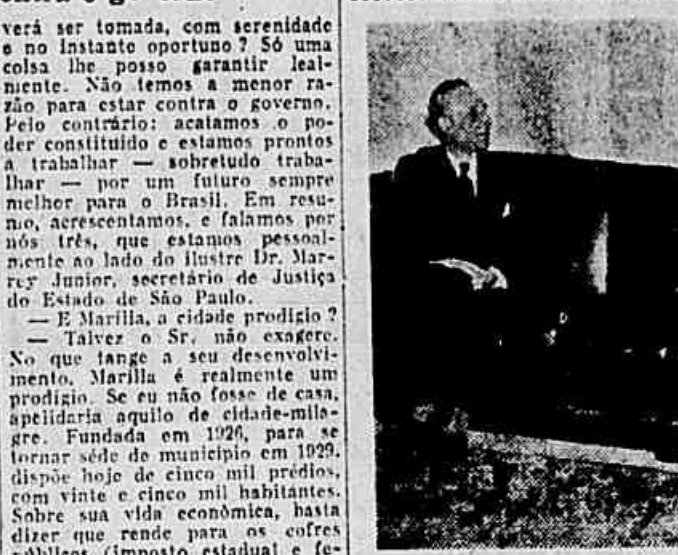 verá ser tomada, com serenidade
e no instante oportuno? Só uma
coisa lhe posso garantir leal-
mente. Não temos a menor ra-
zão para estar contra o governo.
Pelo contrário: acatamos o po-
der constituido e estamos prontos
a trabalhar — sobretudo traba-
lhar — por um futuro sempre
melhor para o Brasil. Em resu-
mo, acrescentamos, e falamos por
nós três, que estamos pessoal-
mente ao lado do ilustre Dr. Mar-
rey Junior, secretário de Justiça
do Estado de São Paulo.
— E Marilia, a cidade prodigio?
— Talvez o Sr. não exagere.
No que tange a seu desenvolvi-
mento, Marilia é realmente um
prodigio. Se eu não fosse de casa,
apelidaria aquilo de cidade-mila-
gre. Fundada em 1926, para se
tornar séde de municipio em 1929,
dispõe hoje de cinco mil prédios,
com vinte e cinco mil habitantes.
Sobre sua vida econômica, basta
dizer que rende para os cofres
públicos (imposto estadual e fe-